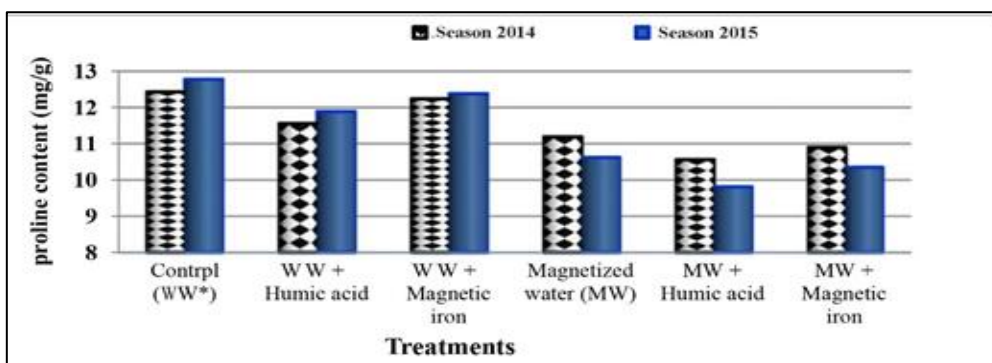 Season 2014 Season 2015
proline content (mg/g)
13
12
11
10
9
8
Contrpl
(WW*)
W W +
Humic acid
W W +
Magnetic
iron
Magnetized
water (MW)
MW +
Humic acid
MW +
Magnetic
iron
Treatments